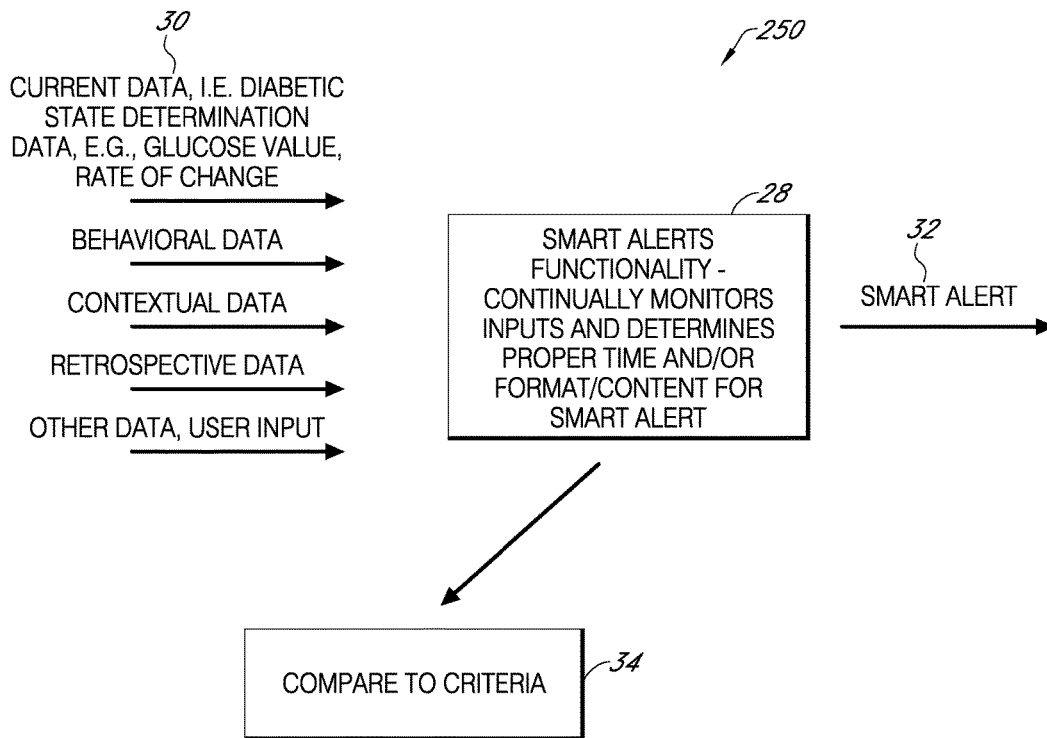 30
250
CURRENT DATA, I.E. DIABETIC
STATE DETERMINATION
DATA, E.G., GLUCOSE VALUE,
RATE OF CHANGE
BEHAVIORAL DATA
CONTEXTUAL DATA
RETROSPECTIVE DATA
OTHER DATA, USER INPUT
28
SMART ALERTS
FUNCTIONALITY -
CONTINUALLY MONITORS
INPUTS AND DETERMINES
PROPER TIME AND/OR
FORMAT/CONTENT FOR
SMART ALERT
32
SMART ALERT
34
COMPARE TO CRITERIA